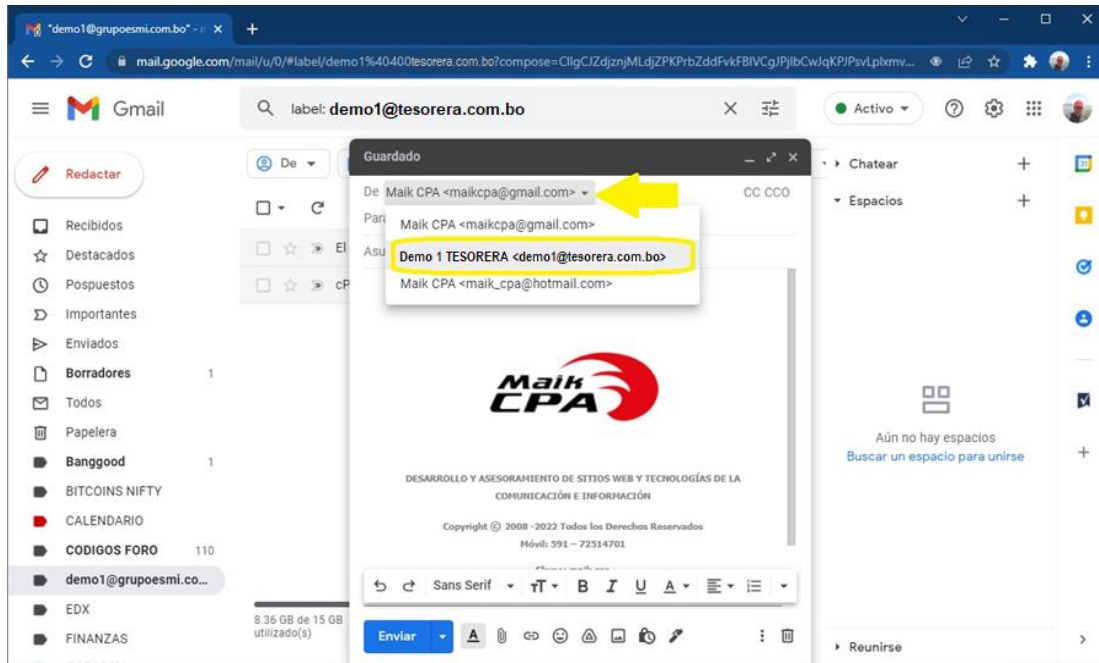 "demo1@grupoesmi.com.bo" - n
mail.google.com/mail/u/0/#label/demo1%40400tesorera.com.bo?compose=CllgCJZdjznjMLdjZPKPrbZddFvkFBlVCgJPjlbCwJqKPJPsvLplxmv...
Gmail
label: demo1@tesorera.com.bo
Activo
Redactar
De
Recibidos
Destacados
Pospuestos
Importantes
Enviados
Borradores 1
Todos
Papelera
Banggood 1
BITCOINS NIFTY
CALENDARIO
CODIGOS FORO 110
demo1@grupoesmi.co...
EDX
FINANZAS
El
cP
8.36 GB de 15 GB
utilizado(s)
Guardado
De Maik CPA <maikcpa@gmail.com>
CC CCO
Para
Asu
Maik CPA <maikcpa@gmail.com>
Demo 1 TESORERA <demo1@tesorera.com.bo>
Maik CPA <maik_cpa@hotmail.com>
Maik
CPA
DESARROLLO Y ASESORAMIENTO DE SITIOS WEB Y TECNOLOGÍAS DE LA
COMUNICACIÓN E INFORMACIÓN
Copyright © 2008 -2022 Todos los Derechos Reservados
Móvil: 591 – 72514701
Sans Serif
Enviar
Chatear
Espacios
Aún no hay espacios
Buscar un espacio para unirse
Reunirse